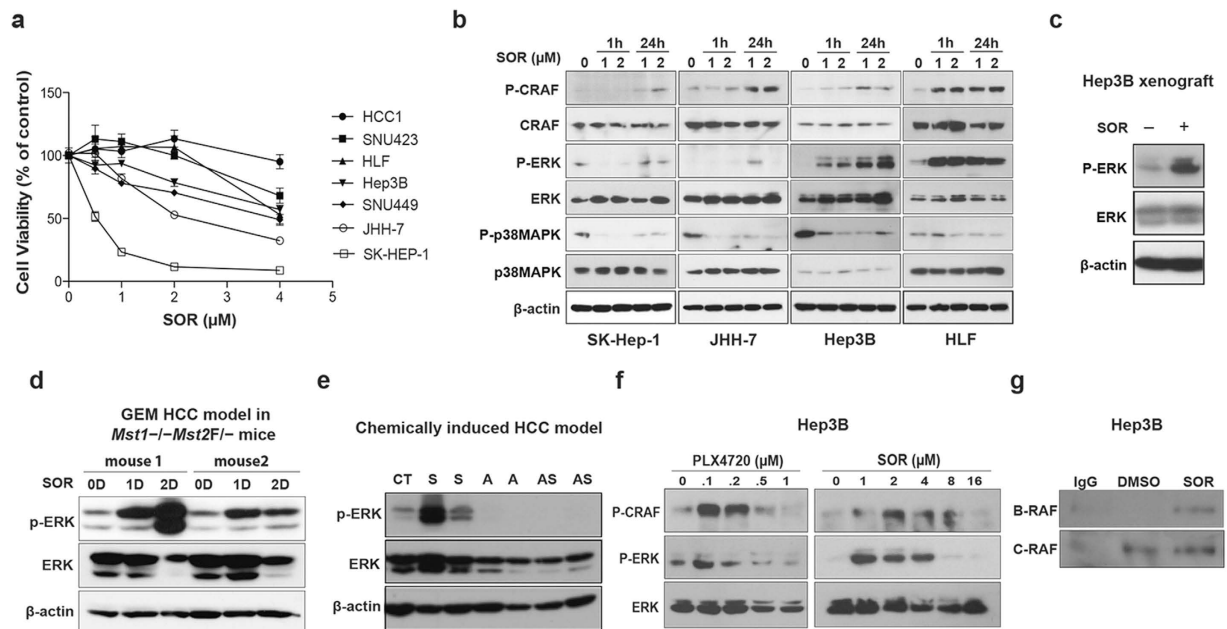 a
Cell Viability (% of control)
150
100
50
0
0 1 2 3 4 5
SOR (µM)
HCC1
SNU423
HLF
Hep3B
SNU449
JHH-7
SK-HEP-1
b
1h 24h 1h 24h 1h 24h 1h 24h
SOR (µM) 0 1 2 1 2 0 1 2 1 2 0 1 2 1 2 0 1 2 1 2
P-CRAF
CRAF
P-ERK
ERK
P-p38MAPK
p38MAPK
β-actin
SK-Hep-1 JHH-7 Hep3B HLF
c
Hep3B xenograft
SOR − +
P-ERK
ERK
β-actin
d
GEM HCC model in
Mst1−/−Mst2F/− mice
mouse 1 mouse2
SOR 0D 1D 2D 0D 1D 2D
p-ERK
ERK
β-actin
e
Chemically induced HCC model
CT S S A A AS AS
p-ERK
ERK
β-actin
f
Hep3B
PLX4720 (µM) SOR (µM)
0 .1 .2 .5 1 0 1 2 4 8 16
P-CRAF
P-ERK
ERK
g
Hep3B
IgG DMSO SOR
B-RAF
C-RAF